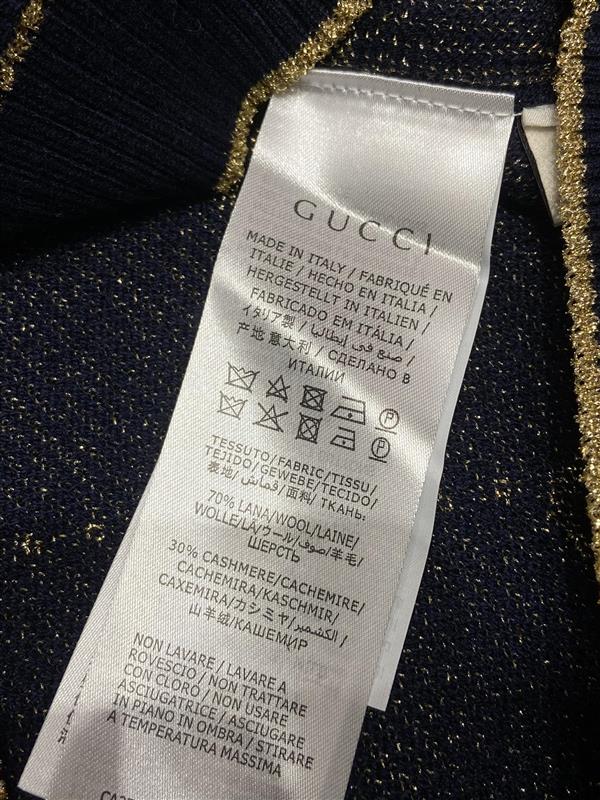 GUCCI
MADE IN ITALY / FABRIQUÉ EN
ITALIE / HECHO EN ITALIA /
HERGESTELLT IN ITALIEN /
FABRICADO EM ITÁLIA /
イタリア製 / صنع في إيطاليا /
产地 意大利 / СДЕЛАНО В
ИТАЛИИ
P
P
TESSUTO/FABRIC/TISSU/
TEJIDO/GEWEBE/TECIDO/
表地/قماش/面料/ ТКАНЬ:
70% LANA/WOOL/LAINE/
WOLLE/LÃ/ウール/صوف/羊毛/
ШЕРСТЬ
30% CASHMERE/CACHEMIRE/
CACHEMIRA/KASCHMIR/
CAXEMIRA/カシミヤ/الكشمير/
山羊绒/КАШЕМИР
NON LAVARE / LAVARE A
ROVESCIO / NON TRATTARE
CON CLORO / NON USARE
ASCIUGATRICE / ASCIUGARE
IN PIANO IN OMBRA / STIRARE
A TEMPERATURA MASSIMA